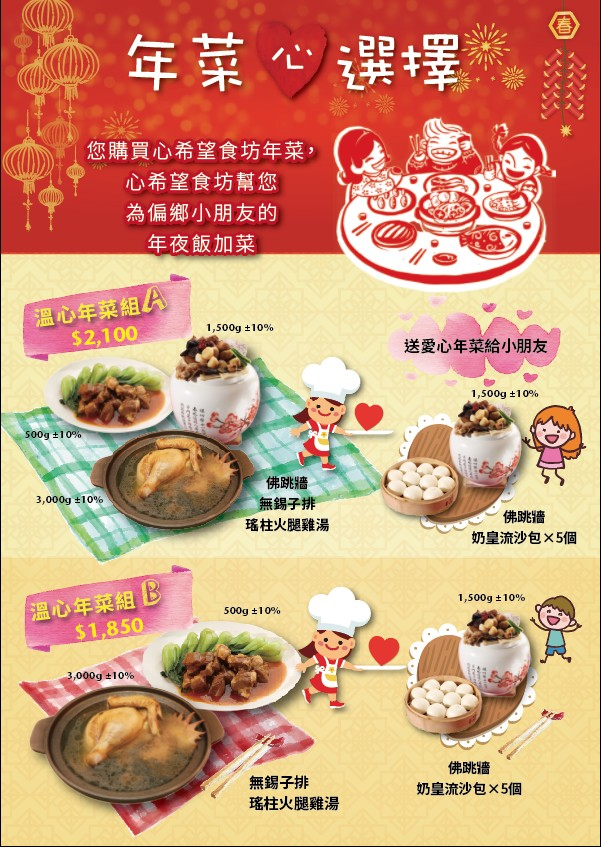 春
年菜心選擇
您購買心希望食坊年菜，
心希望食坊幫您
為偏鄉小朋友的
年夜飯加菜
溫心年菜組A
$2,100
1,500g ±10%
500g ±10%
3,000g ±10%
佛跳牆
無錫子排
瑤柱火腿雞湯
送愛心年菜給小朋友
1,500g ±10%
佛跳牆
奶皇流沙包×5個
溫心年菜組B
$1,850
500g ±10%
3,000g ±10%
無錫子排
瑤柱火腿雞湯
1,500g ±10%
佛跳牆
奶皇流沙包×5個